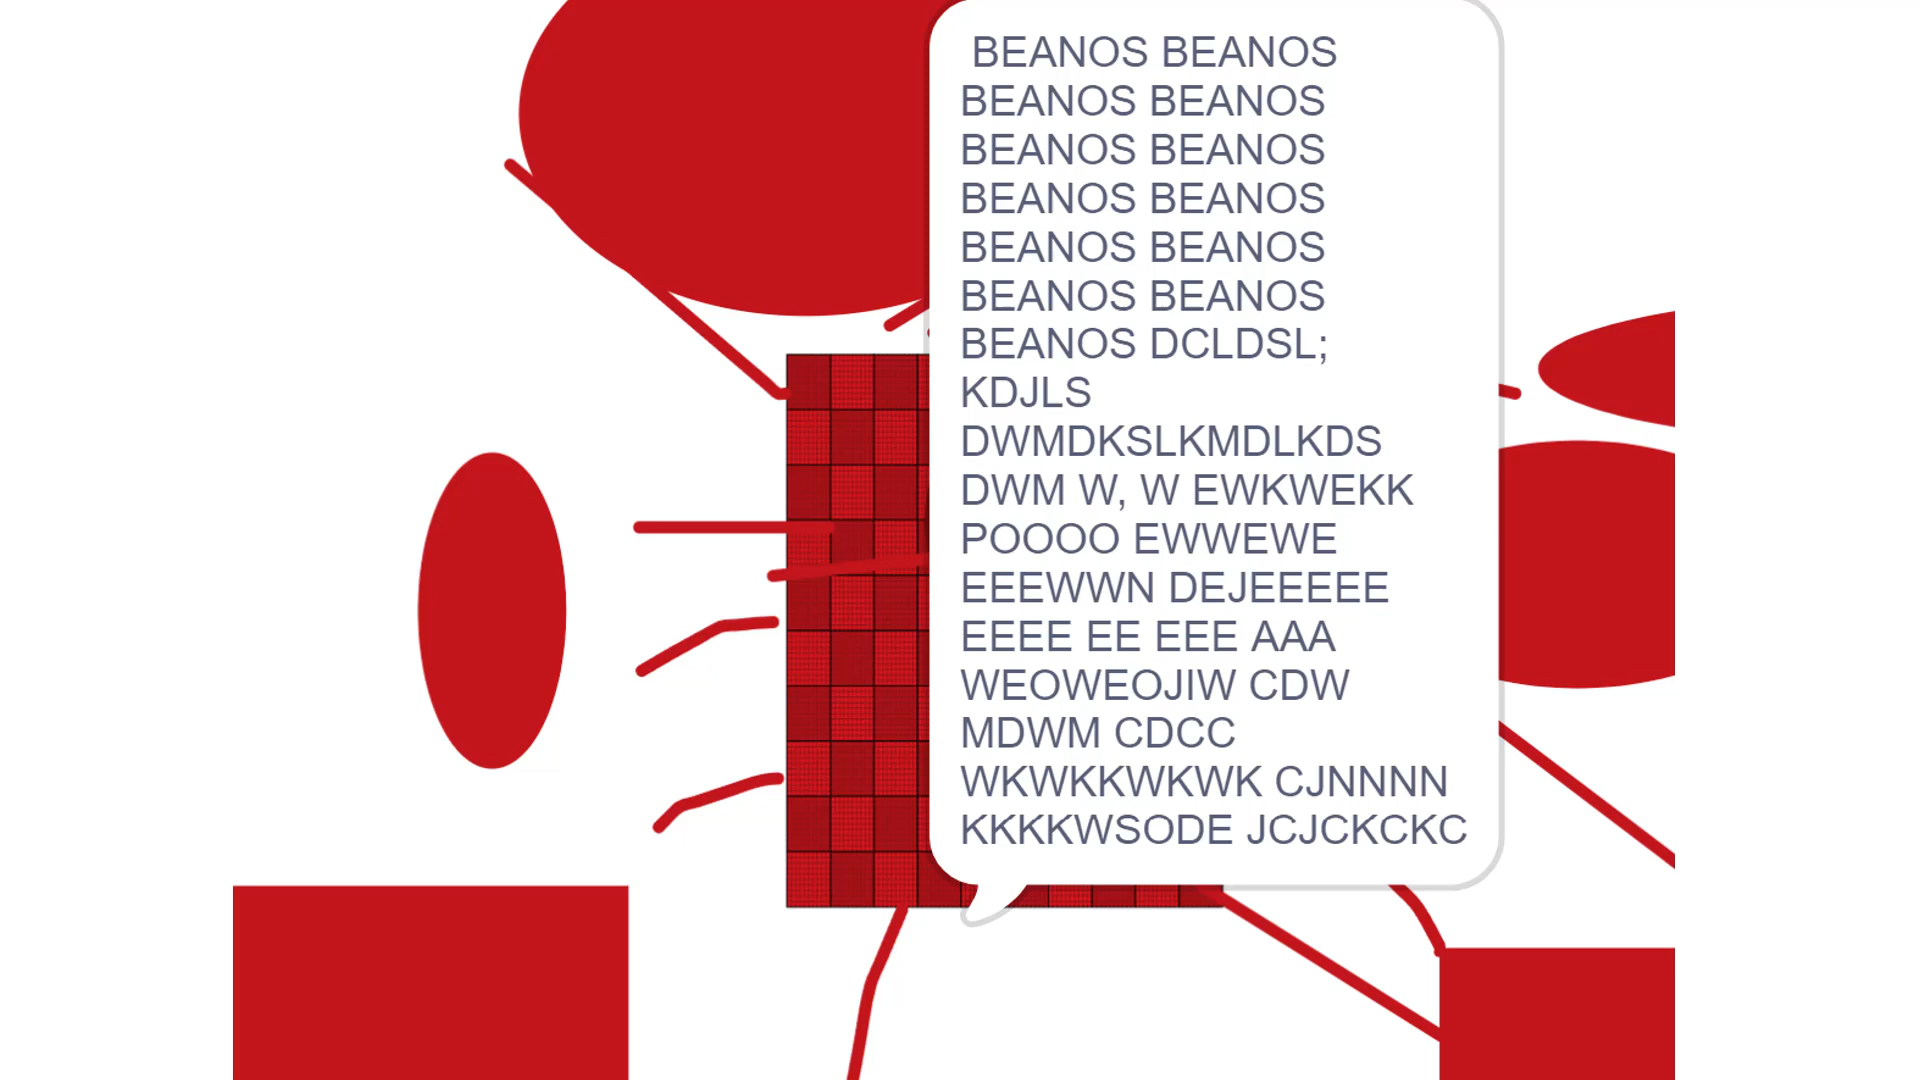 BEANOS BEANOS
BEANOS BEANOS
BEANOS BEANOS
BEANOS BEANOS
BEANOS BEANOS
BEANOS BEANOS
BEANOS DCLDSL;
KDJLS
DWMDKSLKMDLKDS
DWM W, W EWKWEKK
POOOO EWWEWE
EEEWWN DEJEEEEE
EEEE EE EEE AAA
WEOWEOJIW CDW
MDWM CDCC
WKWKKWKWK CJNNNN
KKKKWSODE JCJCKCKC